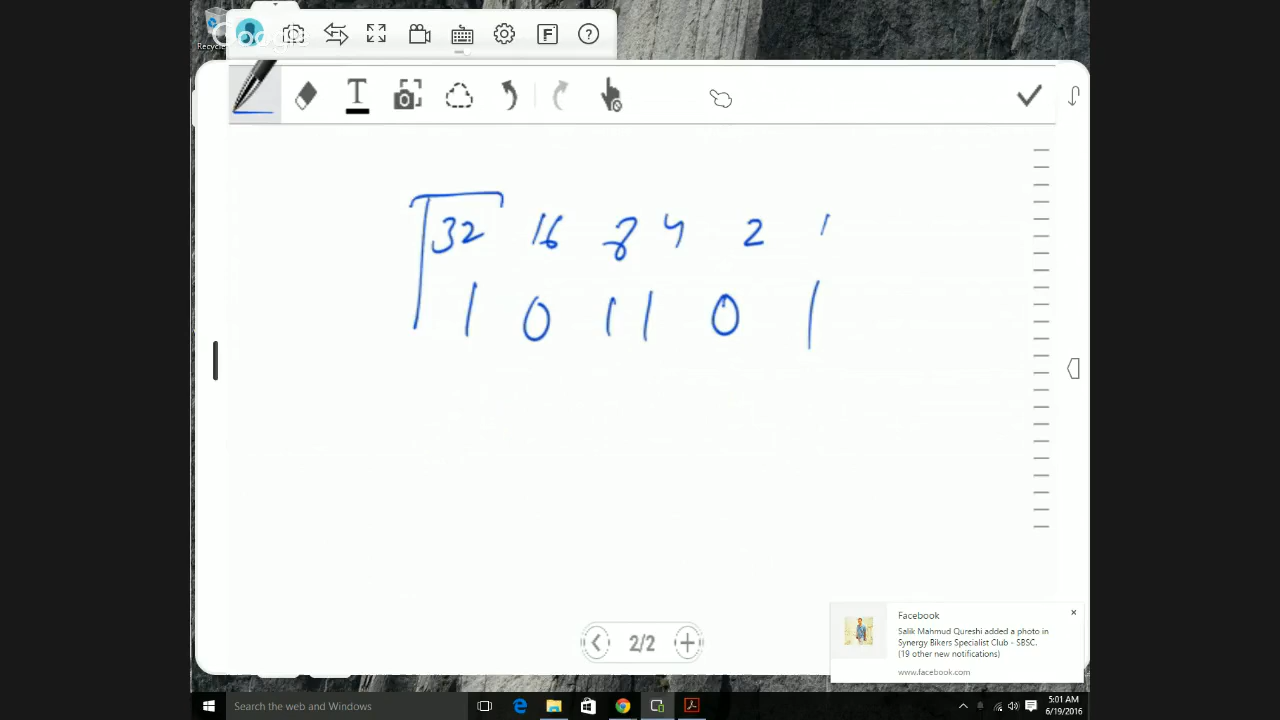 Recycle
T
F
?
32 16 8 4 2 1
1 0 1 1 0 1
2/2
Facebook
Salik Mahmud Qureshi added a photo in
Synergy Bikers Specialist Club - SBSC.
(19 other new notifications)
www.facebook.com
Search the web and Windows
5:01 AM
6/19/2016